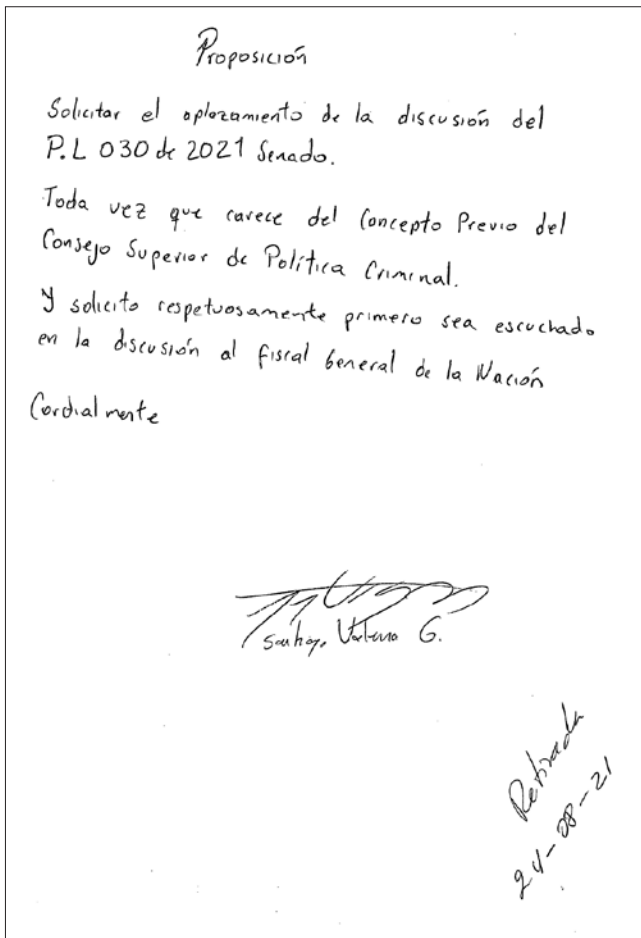 Proposición
Solicitar el aplazamiento de la discusión del
P.L 030 de 2021 Senado.
Toda vez que carece del Concepto Previo del
Consejo Superior de Política Criminal.
Y solicito respetuosamente primero sea escuchado
en la discusión al fiscal General de la Nación
Cordialmente
Santiago Valencia G.
Retirada
24-08-21